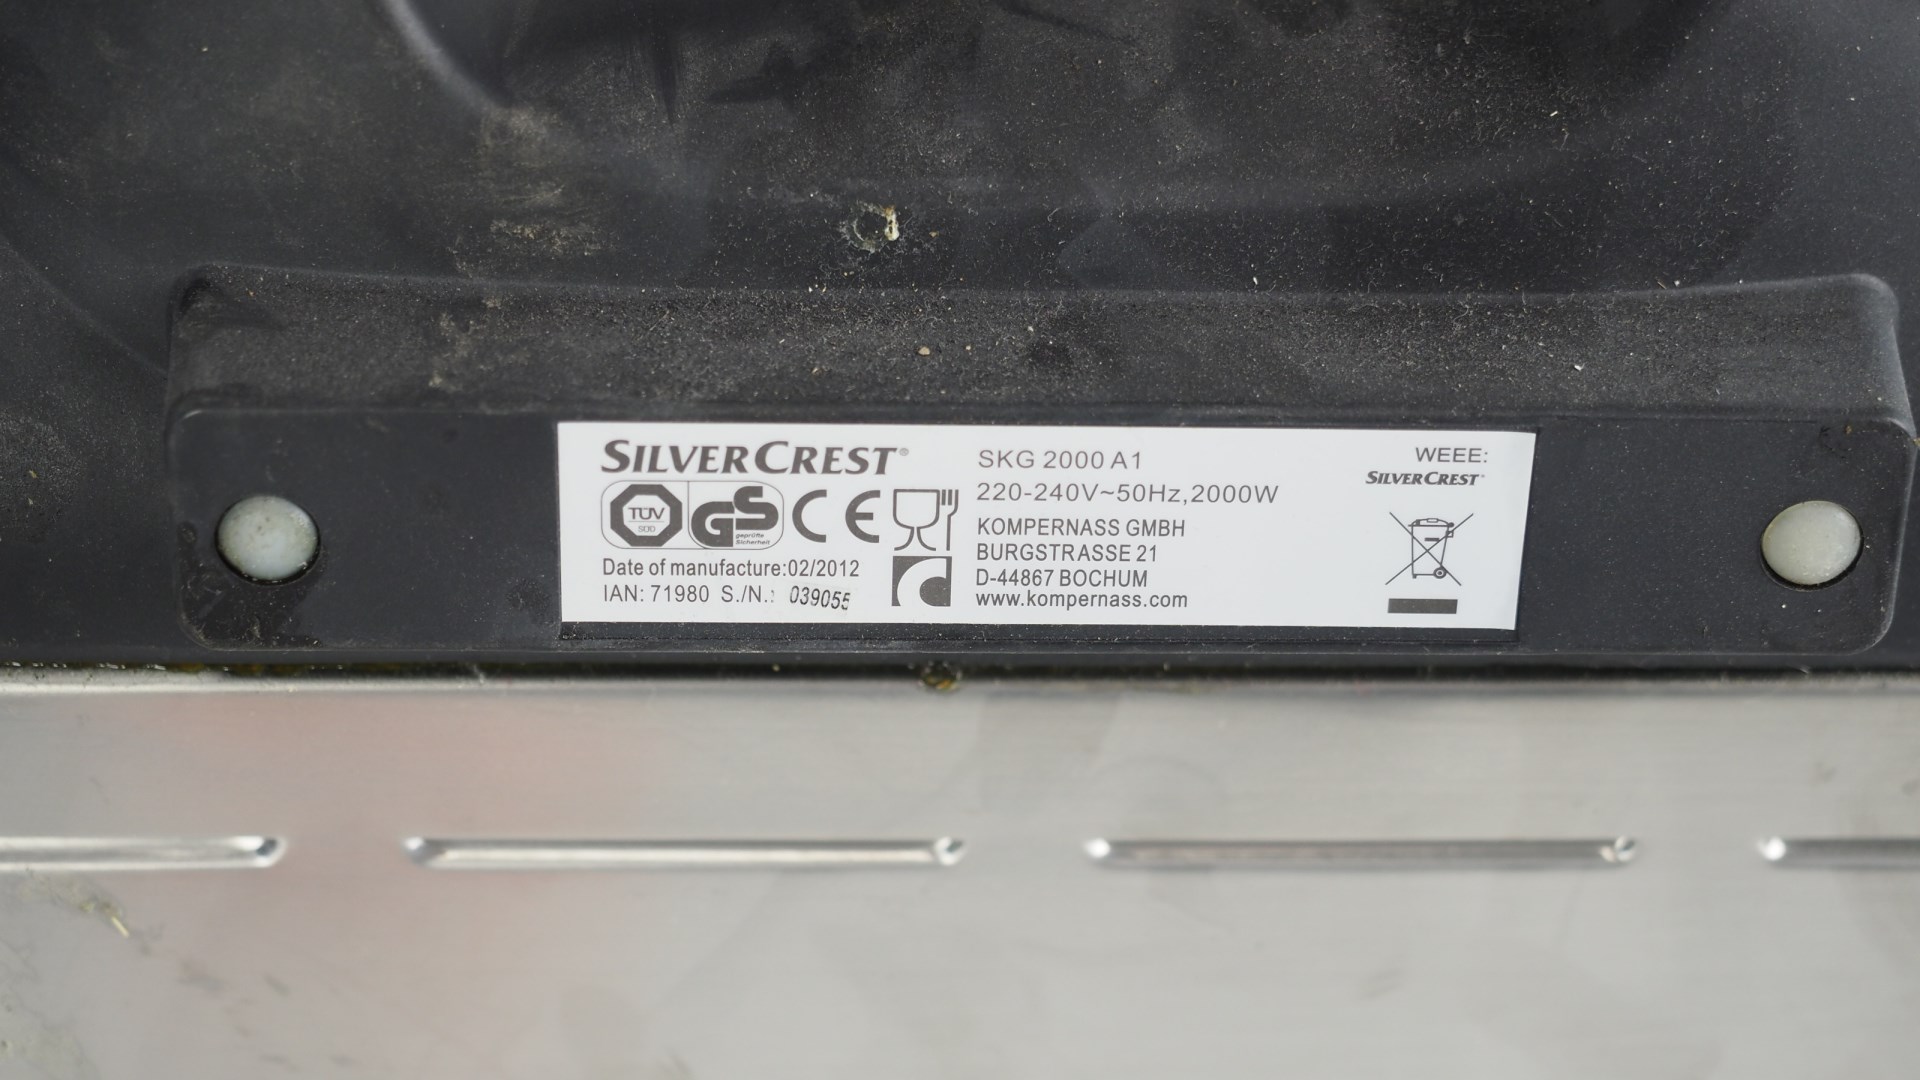 SILVERCREST®
TÜV
SÜD
GS
geprüfte
Sicherheit
CE
Date of manufacture:02/2012
IAN: 71980 S./N.: 039055
SKG 2000 A1
220-240V~50Hz,2000W
KOMPERNASS GMBH
BURGSTRASSE 21
D-44867 BOCHUM
www.kompernass.com
WEEE:
SILVERCREST®